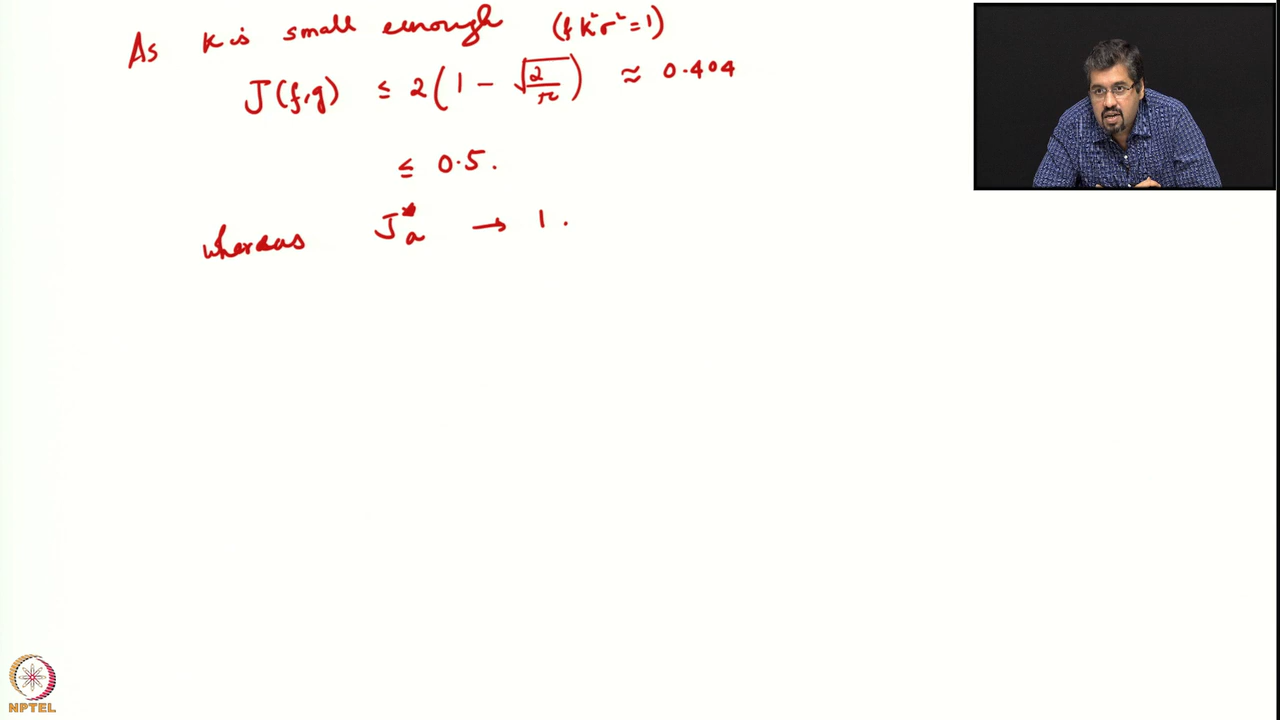 As k is small enough (& k²σ² = 1)
J(f,g) ≤ 2(1 - √(2/π)) ≈ 0.404
≤ 0.5.
whereas J*a → 1.
NPTEL